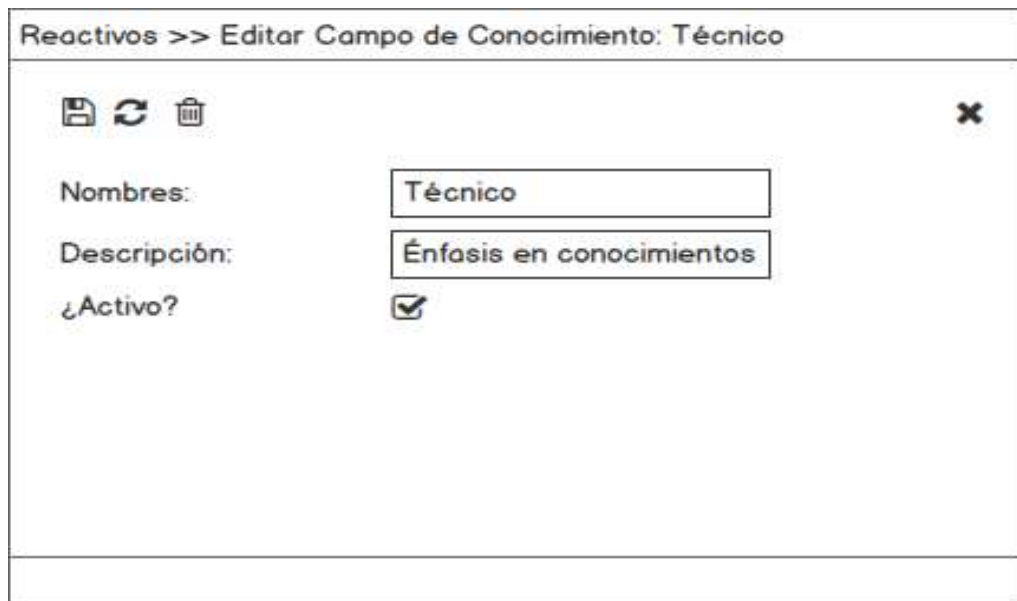 Reactivos >> Editar Campo de Conocimiento: Técnico
Nombres: Técnico
Descripción: Énfasis en conocimientos
¿Activo?